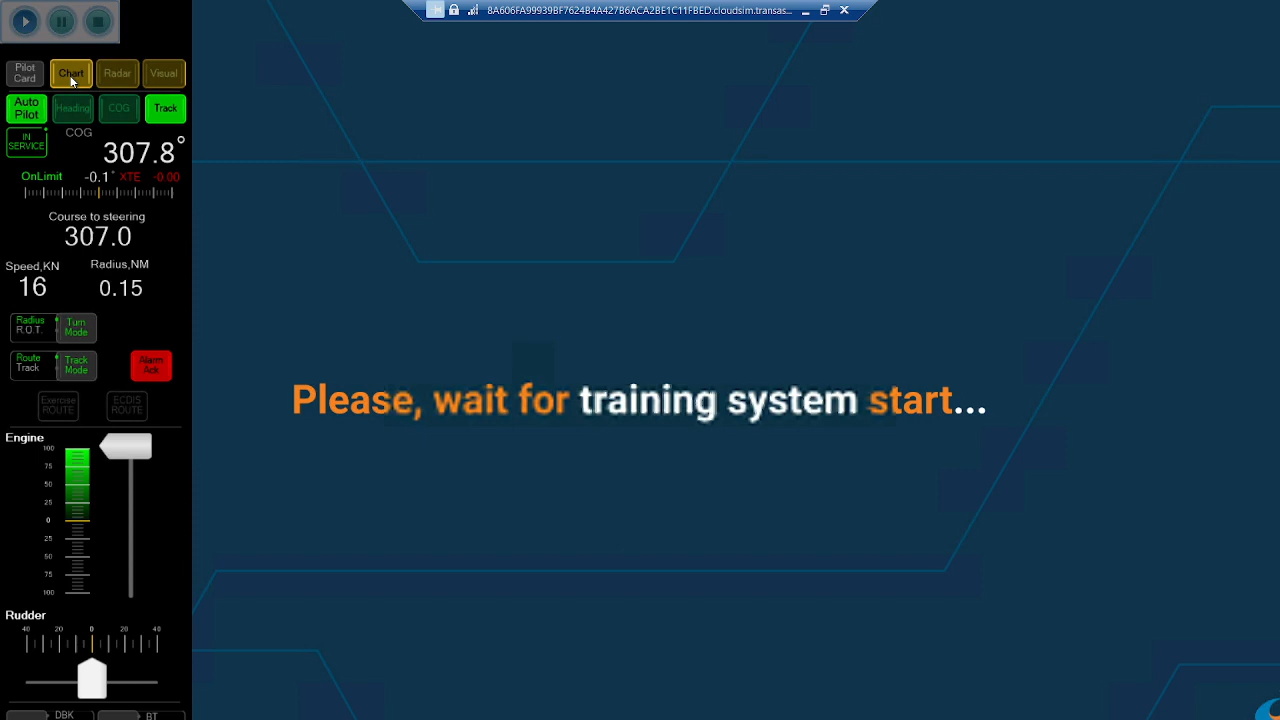 8A606FA99939BF7624B4A427B6ACA2BE1C11FBED.cloudsim.transas...
Pilot Card
Chart
Radar
Visual
Auto Pilot
Heading
COG
Track
IN SERVICE
COG
307.8°
OnLimit
-0.1°
XTE
-0.00
Course to steering
307.0
Speed,KN
Radius,NM
16
0.15
Radius
R.O.T.
Turn Mode
Route
Track
Track Mode
Alarm Ack
Exercise ROUTE
ECDIS ROUTE
Please, wait for training system start...
Engine
100
75
50
25
0
25
50
75
100
Rudder
40 20 0 20 40
DBK
BT